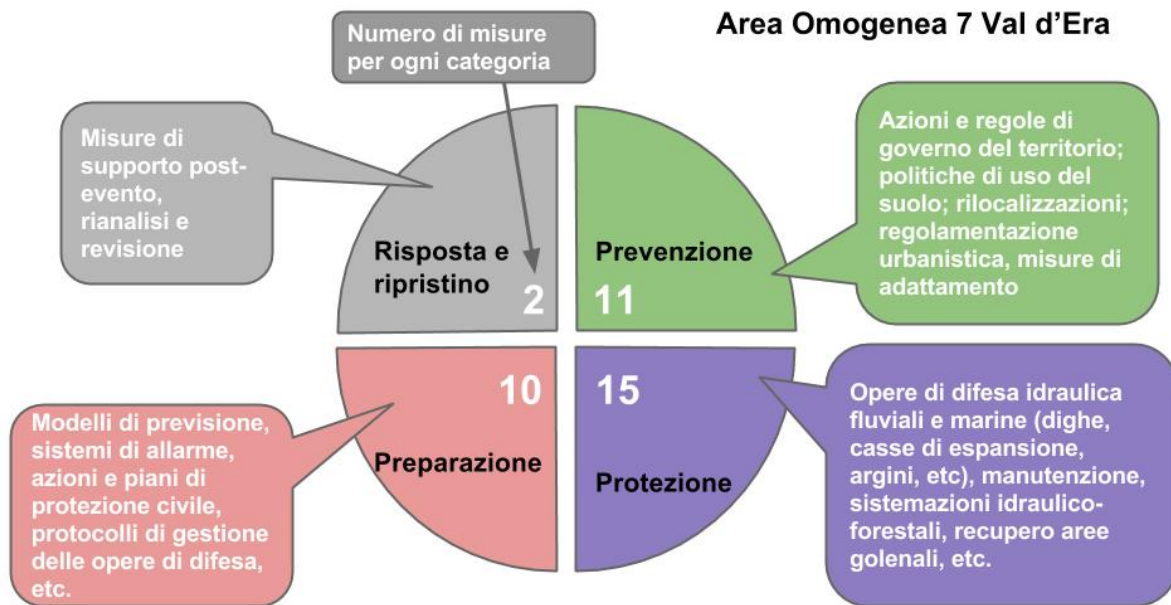 Area Omogenea 7 Val d'Era
Numero di misure
per ogni categoria
Misure di
supporto post-
evento,
rianalisi e
revisione
Risposta e
ripristino
2
Prevenzione
11
Azioni e regole di
governo del territorio;
politiche di uso del
suolo; rilocalizzazioni;
regolamentazione
urbanistica, misure di
adattamento
Modelli di previsione,
sistemi di allarme,
azioni e piani di
protezione civile,
protocolli di gestione
delle opere di difesa,
etc.
10
Preparazione
15
Protezione
Opere di difesa idraulica
fluviali e marine (dighe,
casse di espansione,
argini, etc), manutenzione,
sistemazioni idraulico-
forestali, recupero aree
golenali, etc.